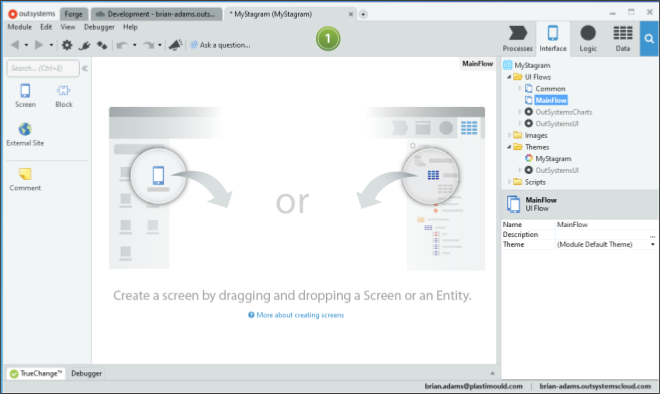 outsystems Forge Development - brian-adams.outs... * MyStagram (MyStagram)
Module Edit View Debugger Help
1
Ask a question...
Processes Interface Logic Data
Search... (Ctrl+E)
Screen Block
External Site
Comment
MainFlow
or
Create a screen by dragging and dropping a Screen or an Entity.
More about creating screens
MyStagram
UI Flows
Common
MainFlow
OutSystemsCharts
OutSystemsUI
Images
Themes
MyStagram
OutSystemsUI
Scripts
MainFlow
UI Flow
Name MainFlow
Description ...
Theme (Module Default Theme)
TrueChange™ Debugger
brian.adams@plastimould.com | brian-adams.outsystemscloud.com